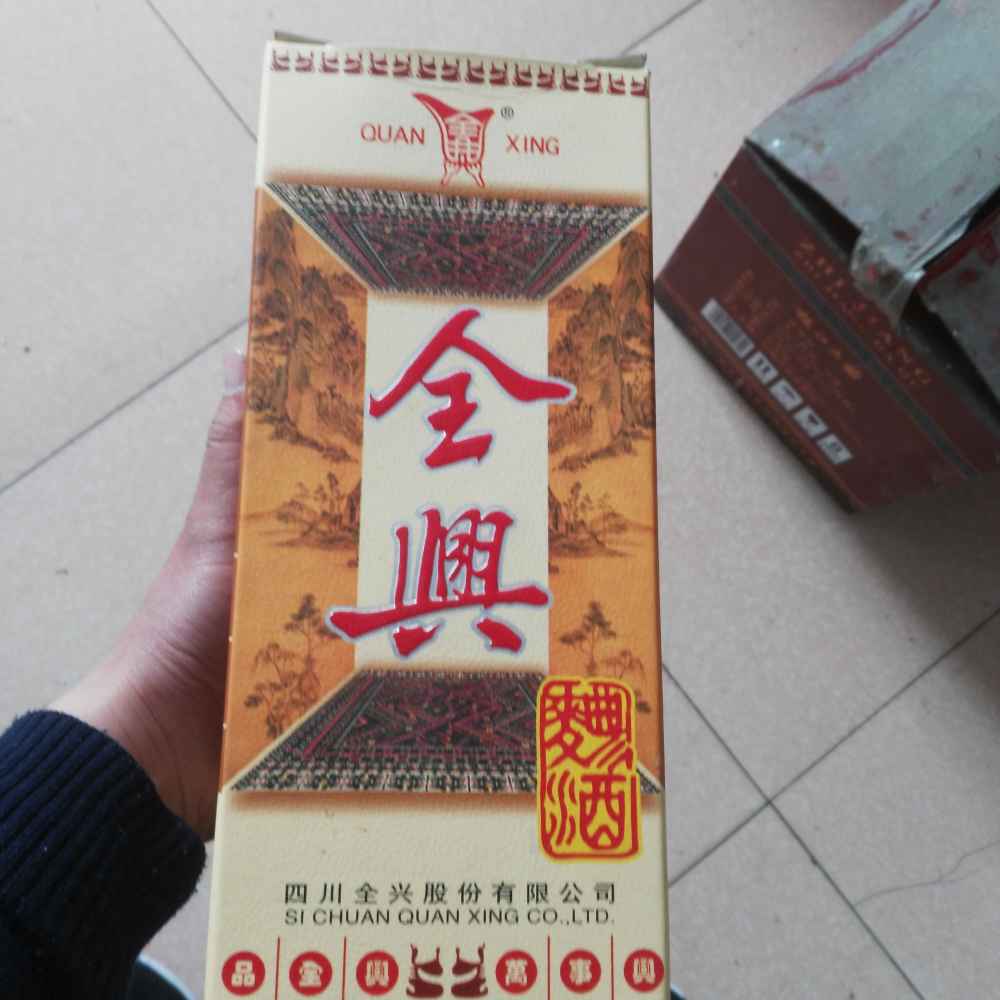 QUAN XING ®
全
興
麯酒
四川全兴股份有限公司
SI CHUAN QUAN XING CO.,LTD.
品全興 萬事興